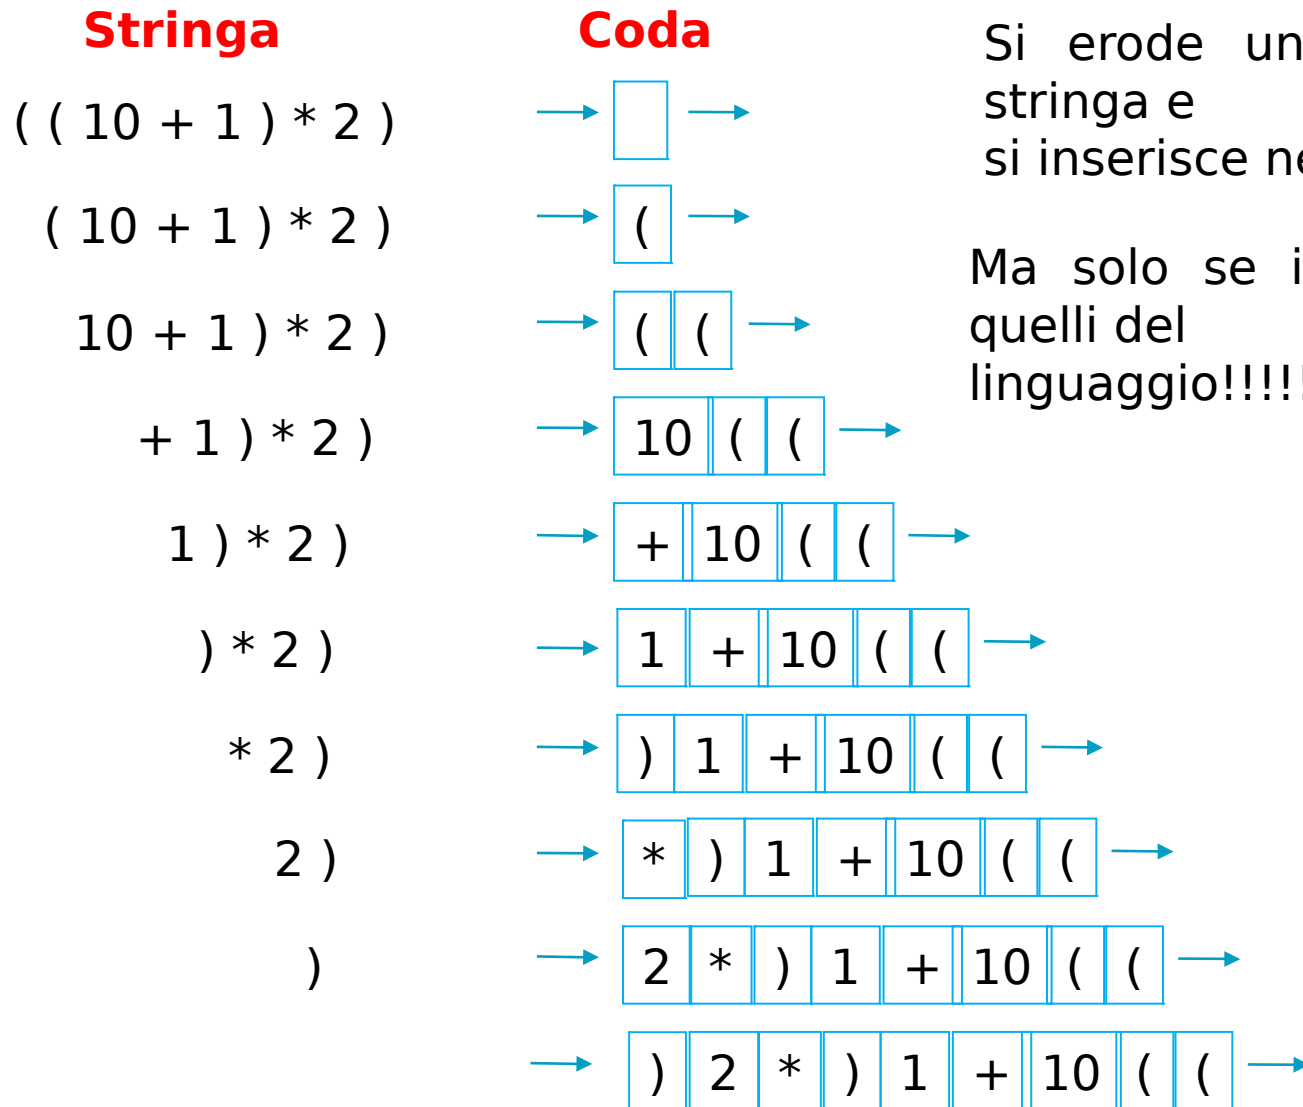 Stringa Coda
( ( 10 + 1 ) * 2 )
( 10 + 1 ) * 2 ) (
10 + 1 ) * 2 ) ( (
+ 1 ) * 2 ) 10 ( (
1 ) * 2 ) + 10 ( (
) * 2 ) 1 + 10 ( (
* 2 ) ) 1 + 10 ( (
2 ) * ) 1 + 10 ( (
) 2 * ) 1 + 10 ( (
) 2 * ) 1 + 10 ( (
Si erode un
stringa e
si inserisce
Ma solo se
quelli del
linguaggio!!!!!